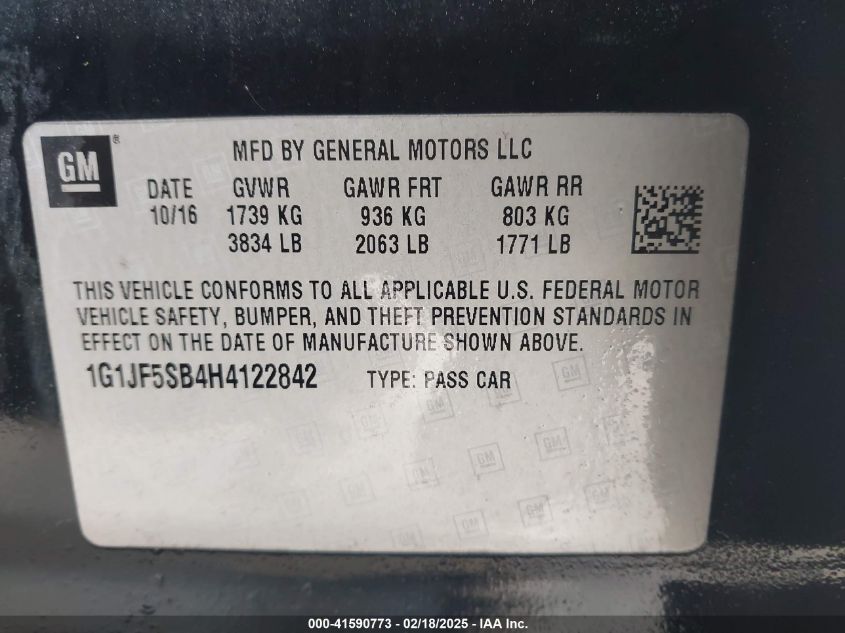 GM ®
MFD BY GENERAL MOTORS LLC
DATE GVWR GAWR FRT GAWR RR
10/16 1739 KG 936 KG 803 KG
3834 LB 2063 LB 1771 LB
THIS VEHICLE CONFORMS TO ALL APPLICABLE U.S. FEDERAL MOTOR
VEHICLE SAFETY, BUMPER, AND THEFT PREVENTION STANDARDS IN
EFFECT ON THE DATE OF MANUFACTURE SHOWN ABOVE.
1G1JF5SB4H4122842 TYPE: PASS CAR
000-41590773 - 02/18/2025 - IAA Inc.